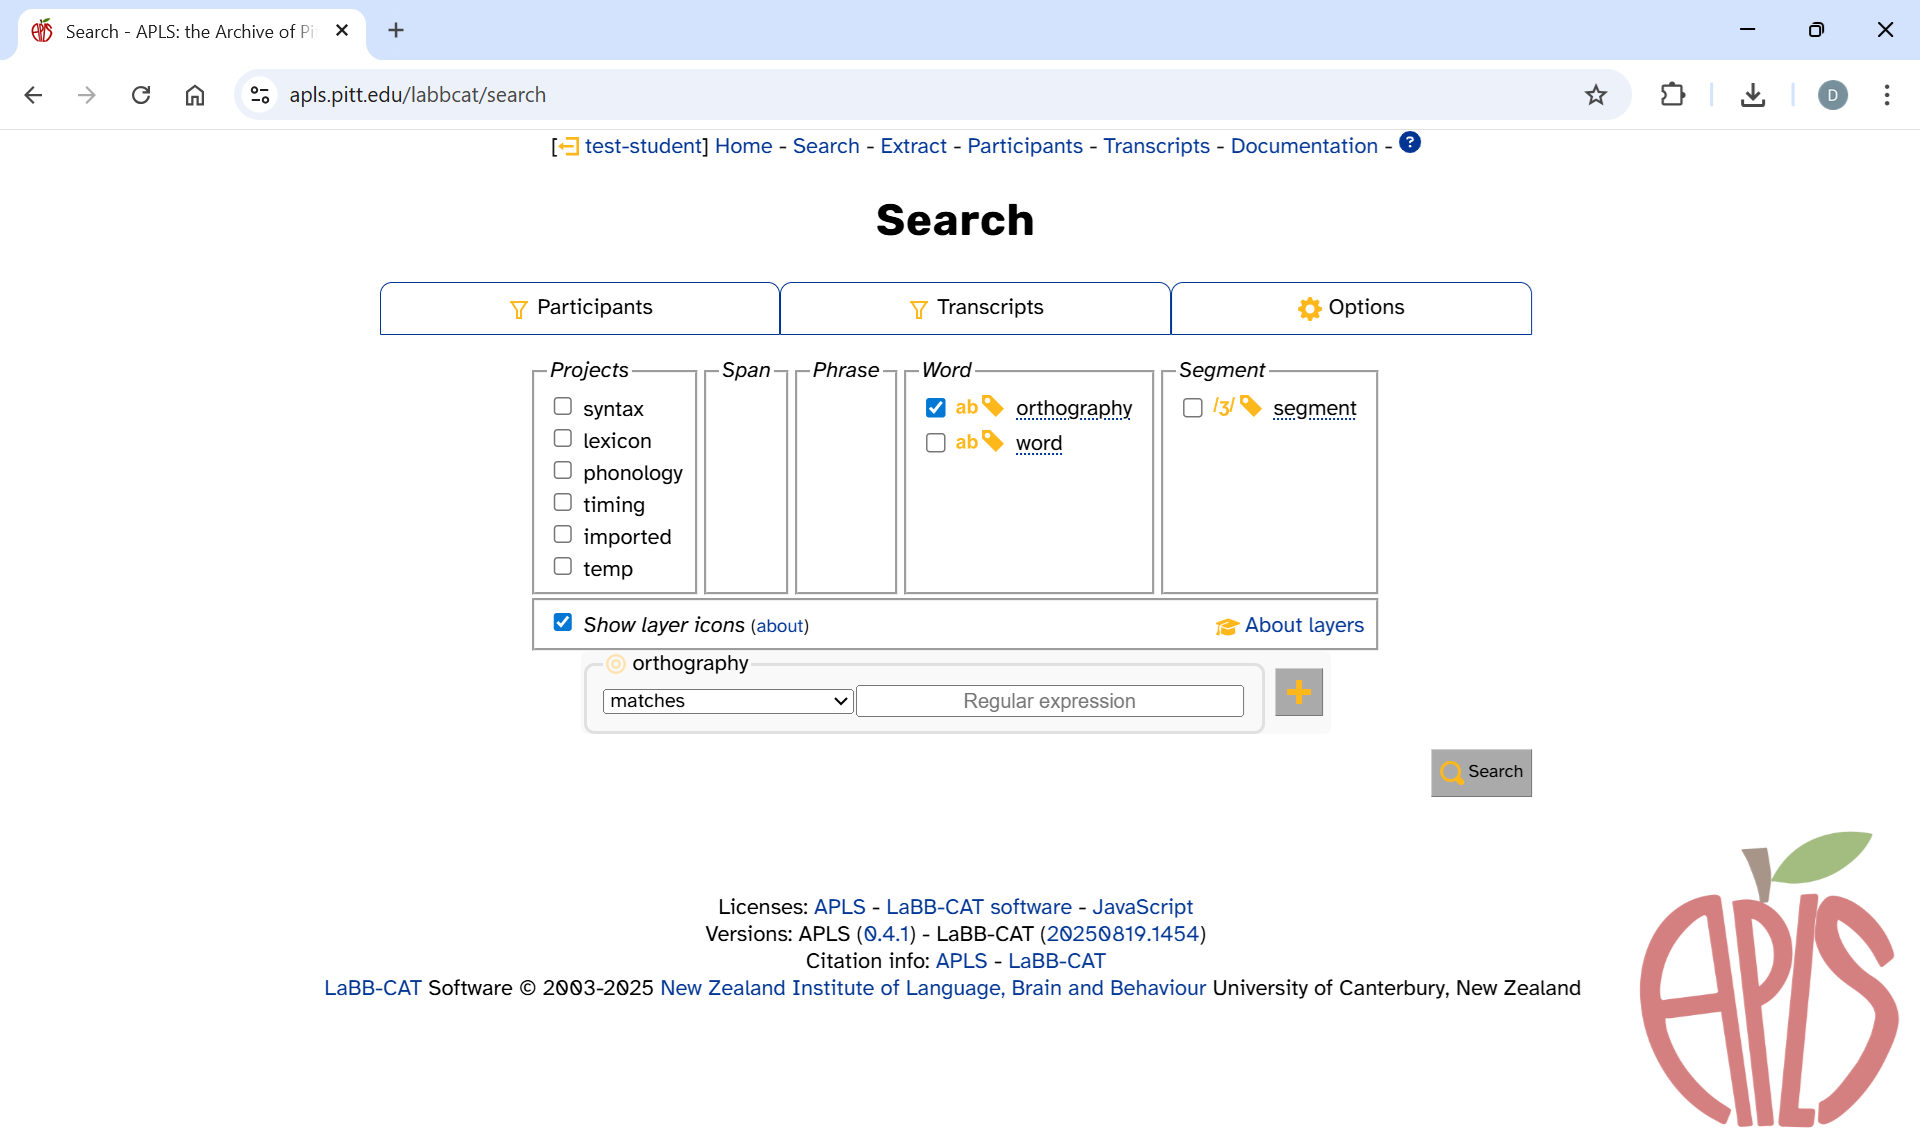 Search - APLS: the Archive of Pi
apls.pitt.edu/labbcat/search
D
[test-student] Home - Search - Extract - Participants - Transcripts - Documentation - ?
Search
Participants
Transcripts
Options
Projects
syntax
lexicon
phonology
timing
imported
temp
Span
Phrase
Word
ab orthography
ab word
Segment
/ʒ/ segment
Show layer icons (about)
About layers
orthography
matches
Regular expression
Search
Licenses: APLS - LaBB-CAT software - JavaScript
Versions: APLS (0.4.1) - LaBB-CAT (20250819.1454)
Citation info: APLS - LaBB-CAT
LaBB-CAT Software © 2003-2025 New Zealand Institute of Language, Brain and Behaviour University of Canterbury, New Zealand
APLS